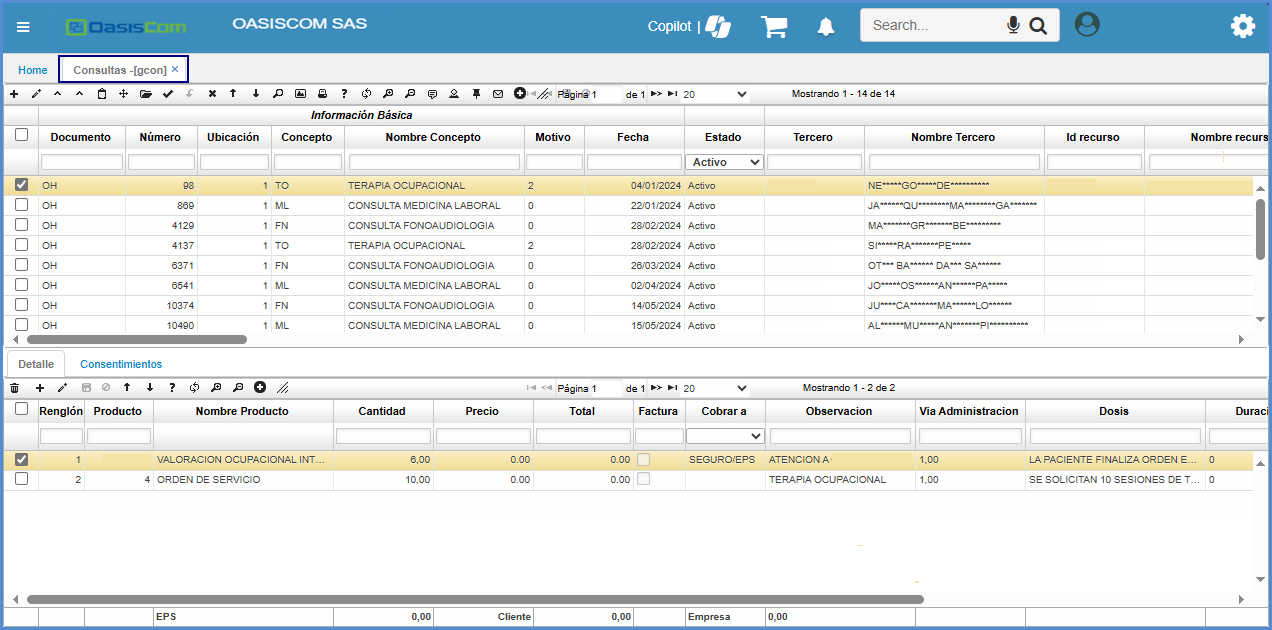 OasisCom OASISCOM SAS Copilot | Search...
Home Consultas -[gcon] ×
Página 1 de 1 20 Mostrando 1 - 14 de 14
Información Básica
Documento Número Ubicación Concepto Nombre Concepto Motivo Fecha Estado Tercero Nombre Tercero Id recurso Nombre recurs
Activo
OH 98 1 TO TERAPIA OCUPACIONAL 2 04/01/2024 Activo NE*****GO*****DE**********
OH 869 1 ML CONSULTA MEDICINA LABORAL 0 22/01/2024 Activo JA******QU********MA********GA*******
OH 4129 1 FN CONSULTA FONOAUDIOLOGIA 0 28/02/2024 Activo MA*******GR*******BE*********
OH 4137 1 TO TERAPIA OCUPACIONAL 2 28/02/2024 Activo SI*****RA*******PE*****
OH 6371 1 FN CONSULTA FONOAUDIOLOGIA 0 26/03/2024 Activo OT*** BA****** DA*** SA******
OH 6541 1 ML CONSULTA MEDICINA LABORAL 0 02/04/2024 Activo JO*****OS******AN******PA*****
OH 10374 1 FN CONSULTA FONOAUDIOLOGIA 0 14/05/2024 Activo JU****CA*******MA******LO******
OH 10490 1 ML CONSULTA MEDICINA LABORAL 0 15/05/2024 Activo AL******MU*****AN*******PI**********
Detalle Consentimientos
Página 1 de 1 20 Mostrando 1 - 2 de 2
Renglón Producto Nombre Producto Cantidad Precio Total Factura Cobrar a Observacion Via Administracion Dosis Duraci
1 VALORACION OCUPACIONAL INT... 6,00 0.00 0.00 SEGURO/EPS ATENCION A 1,00 LA PACIENTE FINALIZA ORDEN E... 0
2 4 ORDEN DE SERVICIO 10,00 0.00 0.00 TERAPIA OCUPACIONAL 1,00 SE SOLICITAN 10 SESIONES DE T... 0
EPS 0,00 Cliente 0,00 Empresa 0,00